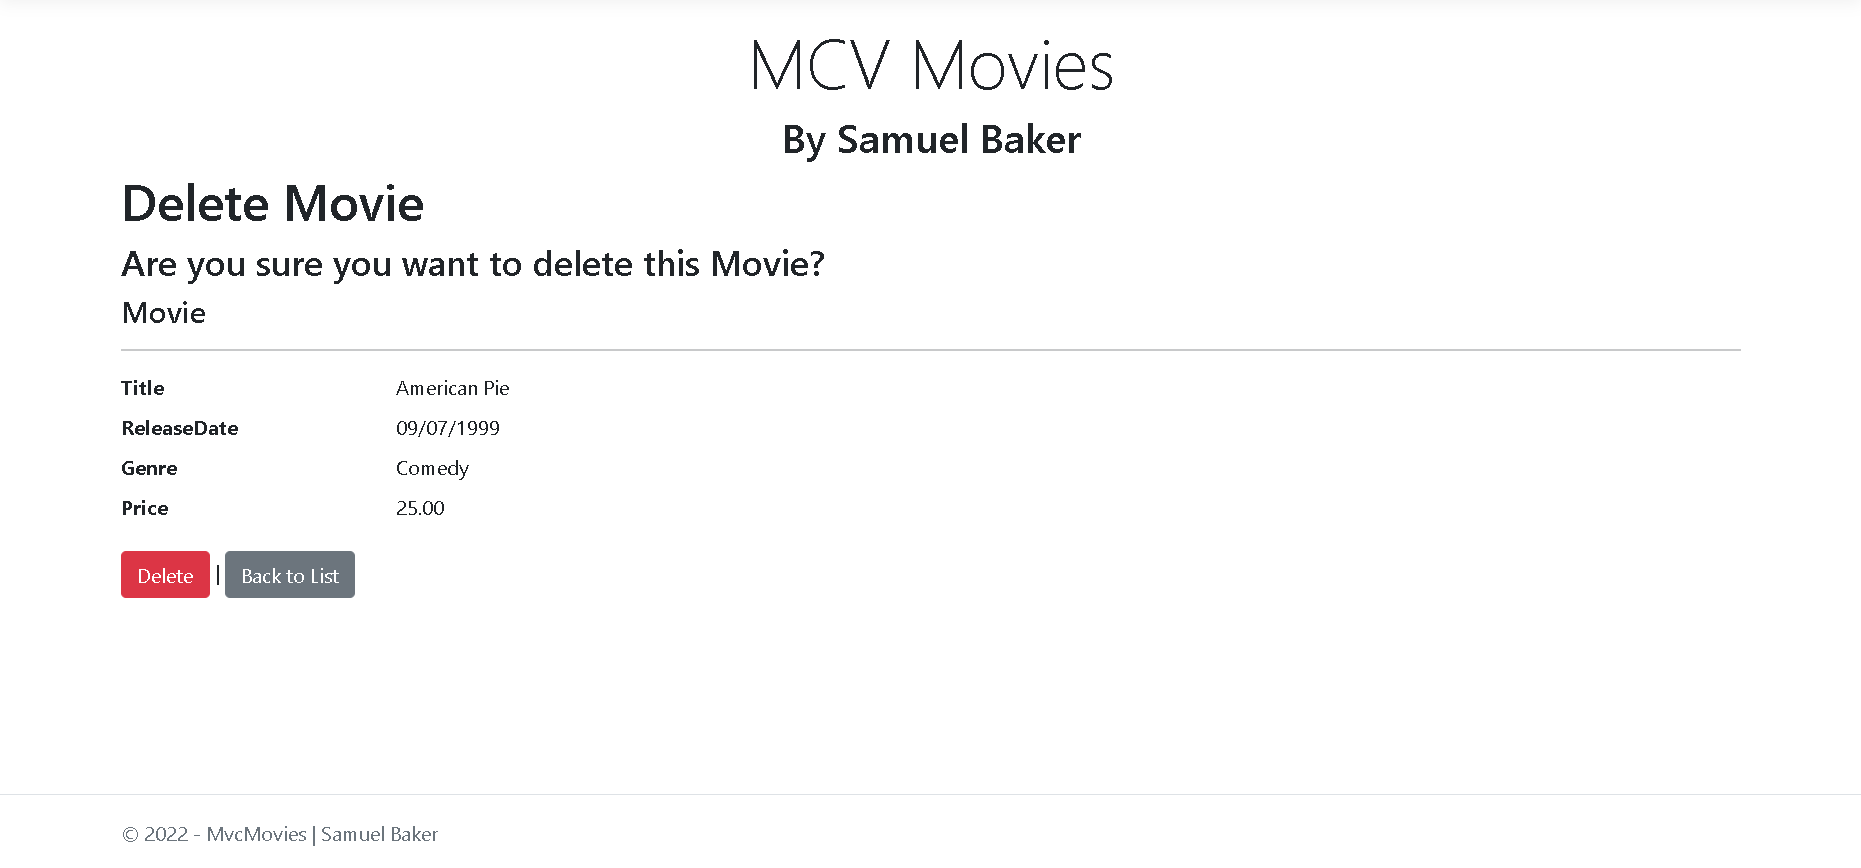 MCV Movies
By Samuel Baker
Delete Movie
Are you sure you want to delete this Movie?
Movie
Title American Pie
ReleaseDate 09/07/1999
Genre Comedy
Price 25.00
Delete | Back to List
© 2022 - MvcMovies | Samuel Baker